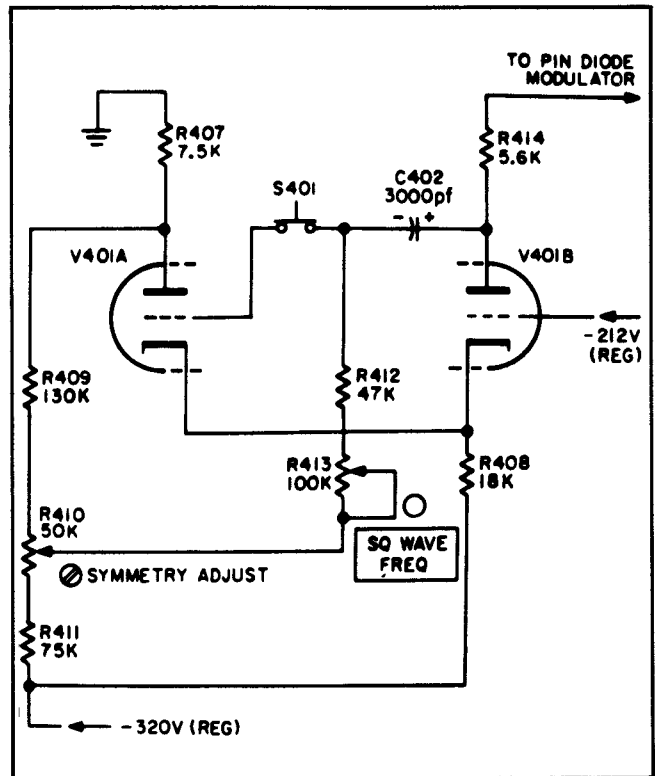 TO PIN DIODE
MODULATOR
R407
7.5K
R414
5.6K
S401
C402
3000pf
- +
V401A
V401B
-212V
(REG)
R409
130K
R412
47K
R413
100K
R408
18K
R410
50K
SQ WAVE
FREQ
SYMMETRY ADJUST
R411
75K
-320V (REG)